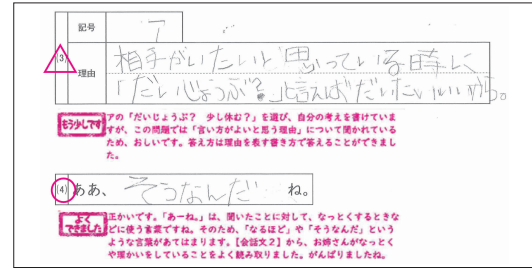 記号 ア
(3)
理由 相手がいたいと思っている時に
「だいじょうぶ?」と言えばだいたいいいから。
もう少しです アの「だいじょうぶ? 少し休む?」を選び、自分の考えを書けていま
すが、この問題では「言い方がよいと思う理由」について聞かれている
ため、おしいです。答え方は理由を表す書き方で答えることができまし
た。
(4) ああ、 そうなんだ ね。
よくできました 正かいです。「あーね。」は、聞いたことに対して、なっとくするときな
どに使う言葉ですね。そのため、「なるほど」や「そうなんだ」という
ような言葉があてはまります。【会話文2】から、お姉さんがなっとく
や理かいをしていることをよく読み取りました。がんばりましたね。